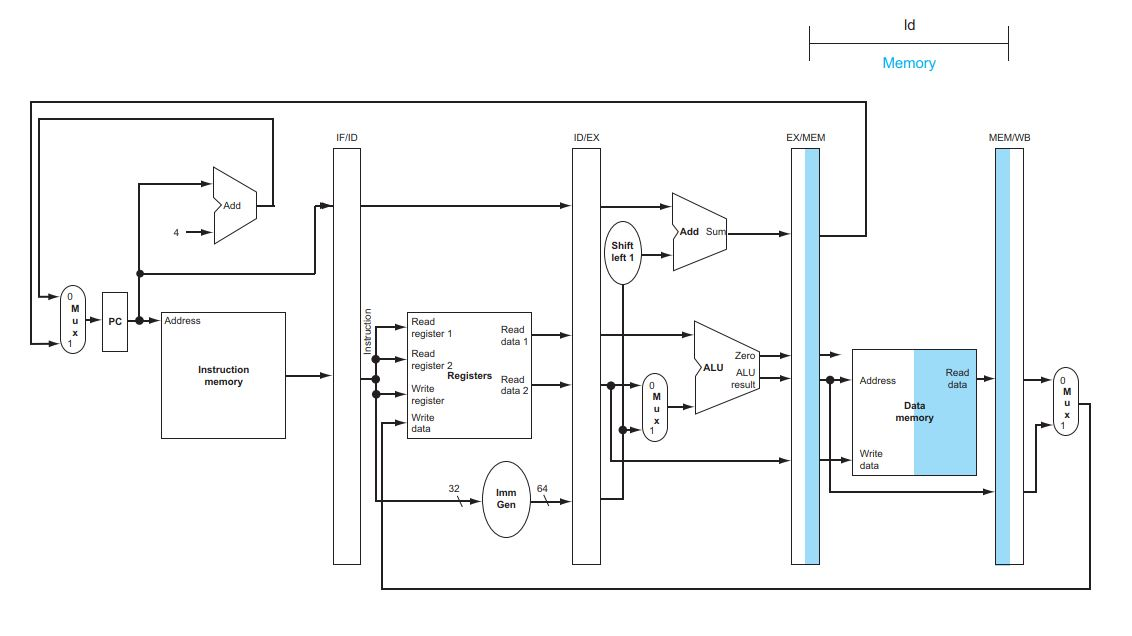 ld
Memory
IF/ID
ID/EX
EX/MEM
MEM/WB
Add
4
Add Sum
Shift
left 1
0
M
u
x
1
PC
Address
Instruction
memory
Instruction
Read
register 1
Read
register 2
Write
register
Write
data
Registers
Read
data 1
Read
data 2
32
Imm
Gen
64
0
M
u
x
1
ALU
Zero
ALU
result
Address
Read
data
Data
memory
Write
data
0
M
u
x
1